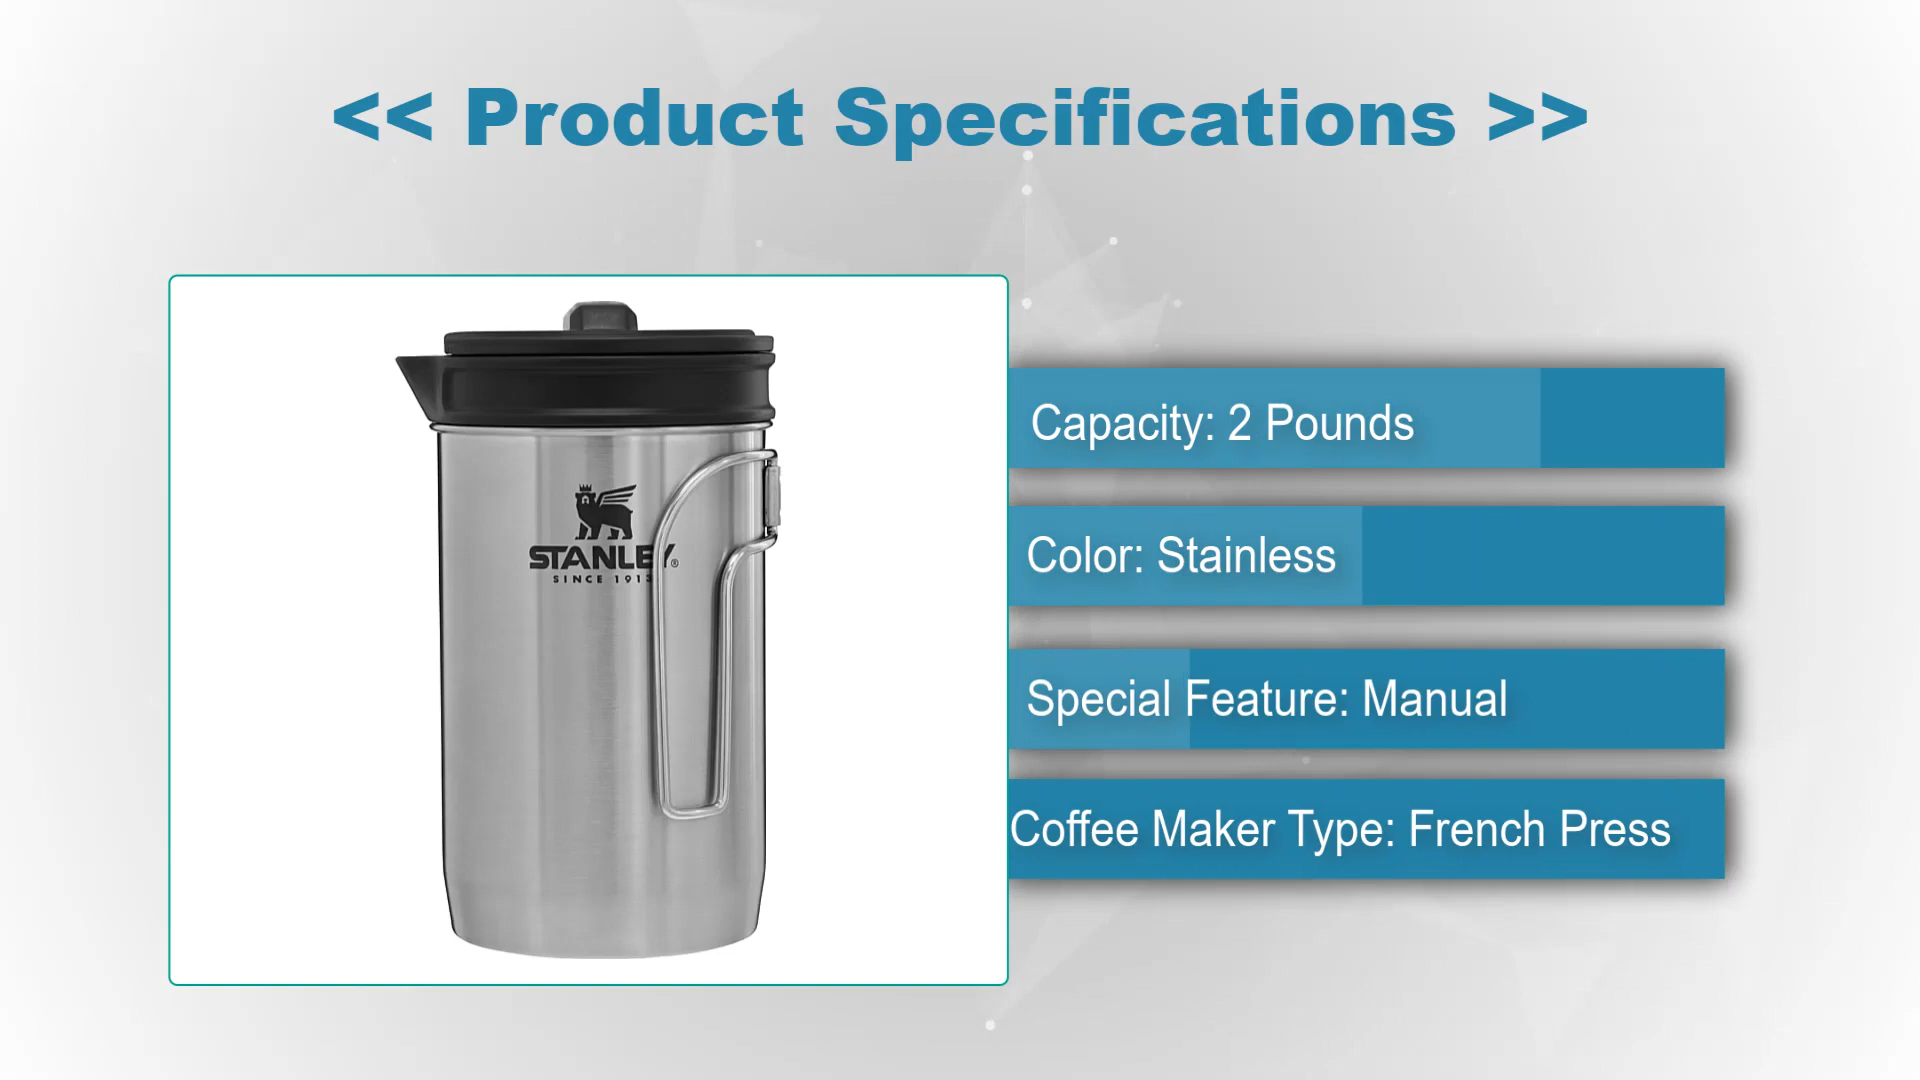 << Product Specifications >>
STANLEY®
SINCE 1913
Capacity: 2 Pounds
Color: Stainless
Special Feature: Manual
Coffee Maker Type: French Press